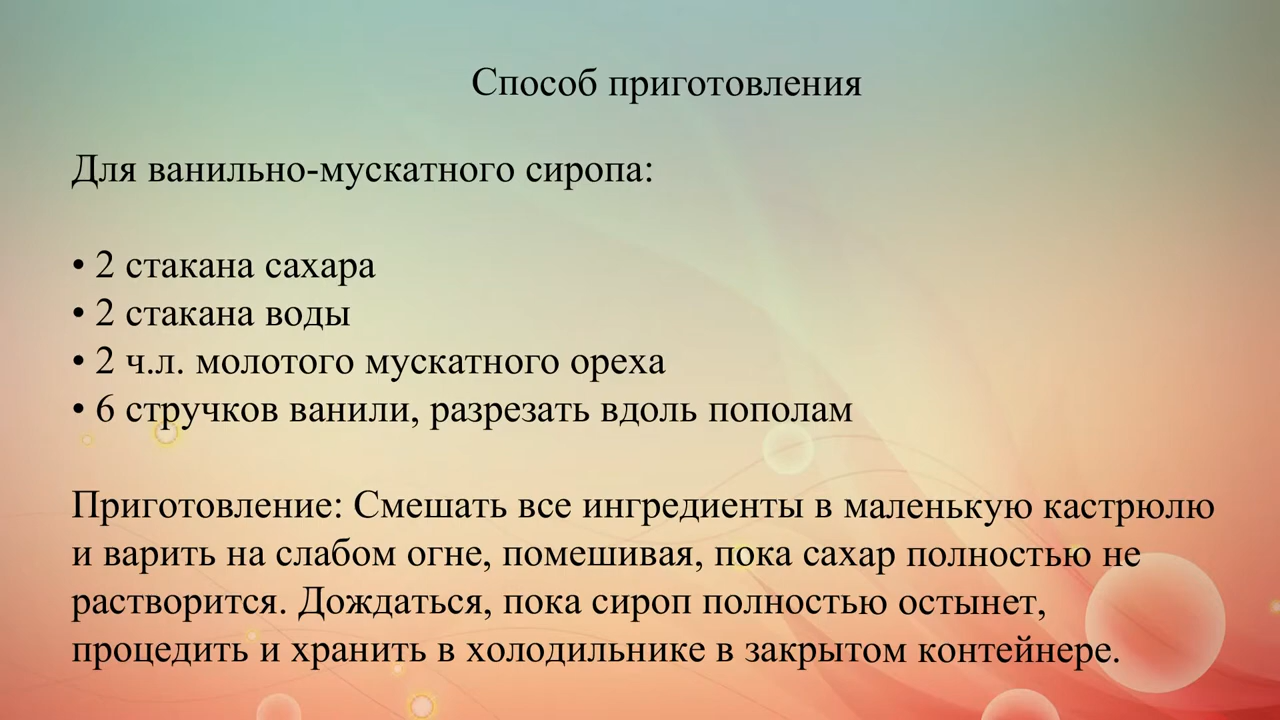 Способ приготовления
Для ванильно-мускатного сиропа:
• 2 стакана сахара
• 2 стакана воды
• 2 ч.л. молотого мускатного ореха
• 6 стручков ванили, разрезать вдоль пополам
Приготовление: Смешать все ингредиенты в маленькую кастрюлю
и варить на слабом огне, помешивая, пока сахар полностью не
растворится. Дождаться, пока сироп полностью остынет,
процедить и хранить в холодильнике в закрытом контейнере.